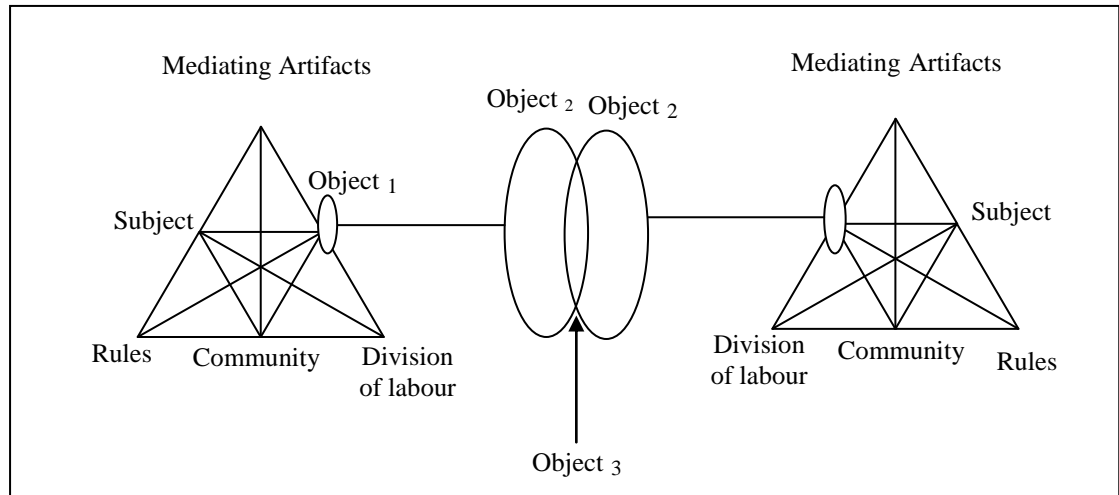 Mediating Artifacts
Mediating Artifacts
Object 2
Object 2
Object 1
Subject
Subject
Rules
Community
Division
of labour
Division
of labour
Community
Rules
Object 3